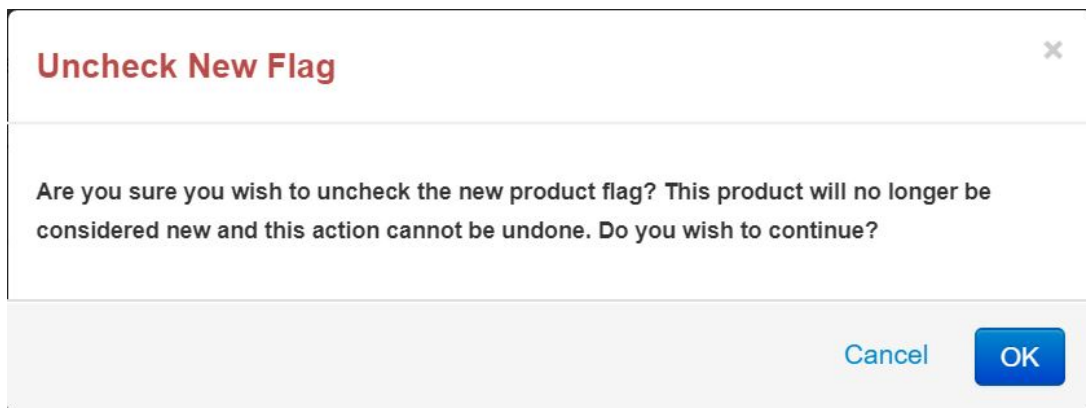 Uncheck New Flag
×
Are you sure you wish to uncheck the new product flag? This product will no longer be
considered new and this action cannot be undone. Do you wish to continue?
Cancel
OK